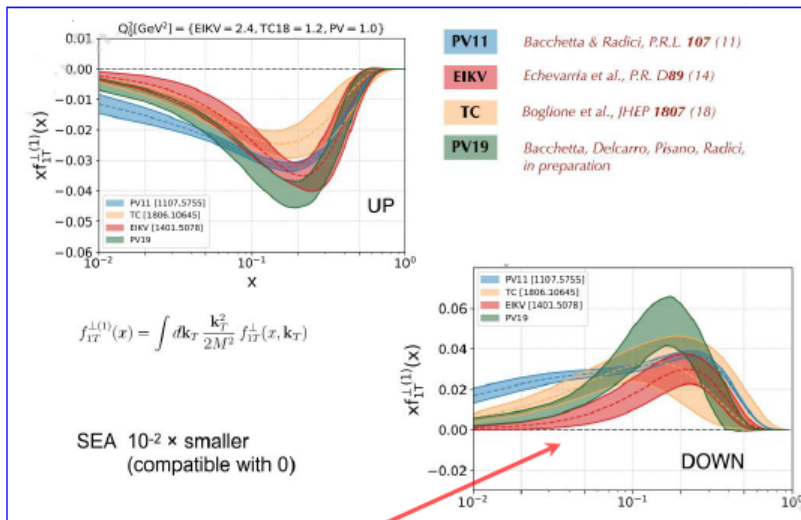 Q₀²[GeV²] = {EIKV = 2.4, TC18 = 1.2, PV = 1.0}
0.01
0.00
−0.01
−0.02
−0.03
−0.04
−0.05
−0.06
xf₁T^⊥(1)(x)
PV11 [1107.5755]
TC [1806.10645]
EIKV [1401.5078]
PV19
UP
10⁻² 10⁻¹ 10⁰
x
PV11 Bacchetta & Radici, P.R.L. 107 (11)
EIKV Echevarria et al., P.R. D89 (14)
TC Boglione et al., JHEP 1807 (18)
PV19 Bacchetta, Delcarro, Pisano, Radici,
in preparation
f₁T^⊥(1)(x) = ∫ dk_T k_T²/2M² f₁T^⊥(x, k_T)
SEA 10⁻² × smaller
(compatible with 0)
0.06
0.04
0.02
0.00
−0.02
xf₁T^⊥(1)(x)
PV11 [1107.5755]
TC [1806.10645]
EIKV [1401.5078]
PV19
DOWN
10⁻² 10⁻¹ 10⁰